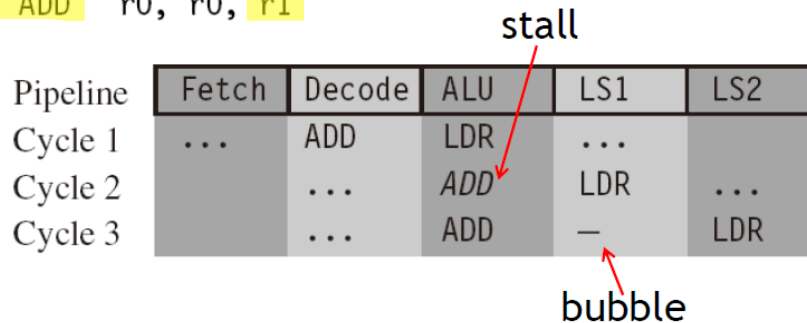 ADD r0, r0, r1
stall
Pipeline Fetch Decode ALU LS1 LS2
Cycle 1 ... ADD LDR ...
Cycle 2 ... ADD LDR ...
Cycle 3 ... ADD – LDR
bubble